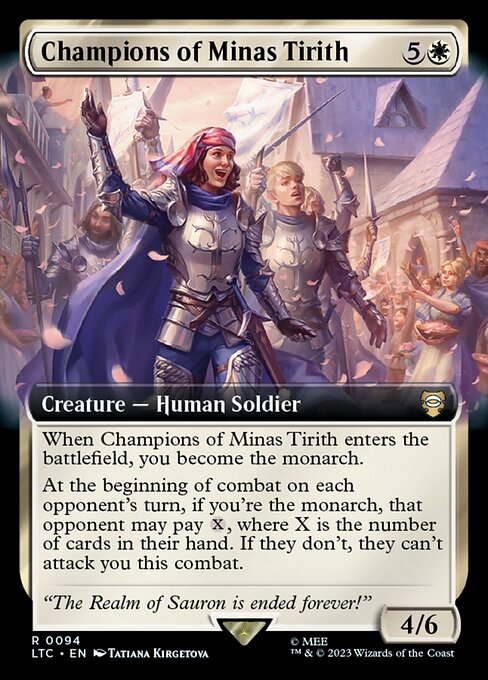 Champions of Minas Tirith 5
Creature — Human Soldier
When Champions of Minas Tirith enters the
battlefield, you become the monarch.
At the beginning of combat on each
opponent's turn, if you're the monarch, that
opponent may pay X, where X is the number
of cards in their hand. If they don't, they can't
attack you this combat.
"The Realm of Sauron is ended forever!"
4/6
R 0094
LTC • EN Tatiana Kirgetova
© MEE
™ & © 2023 Wizards of the Coast